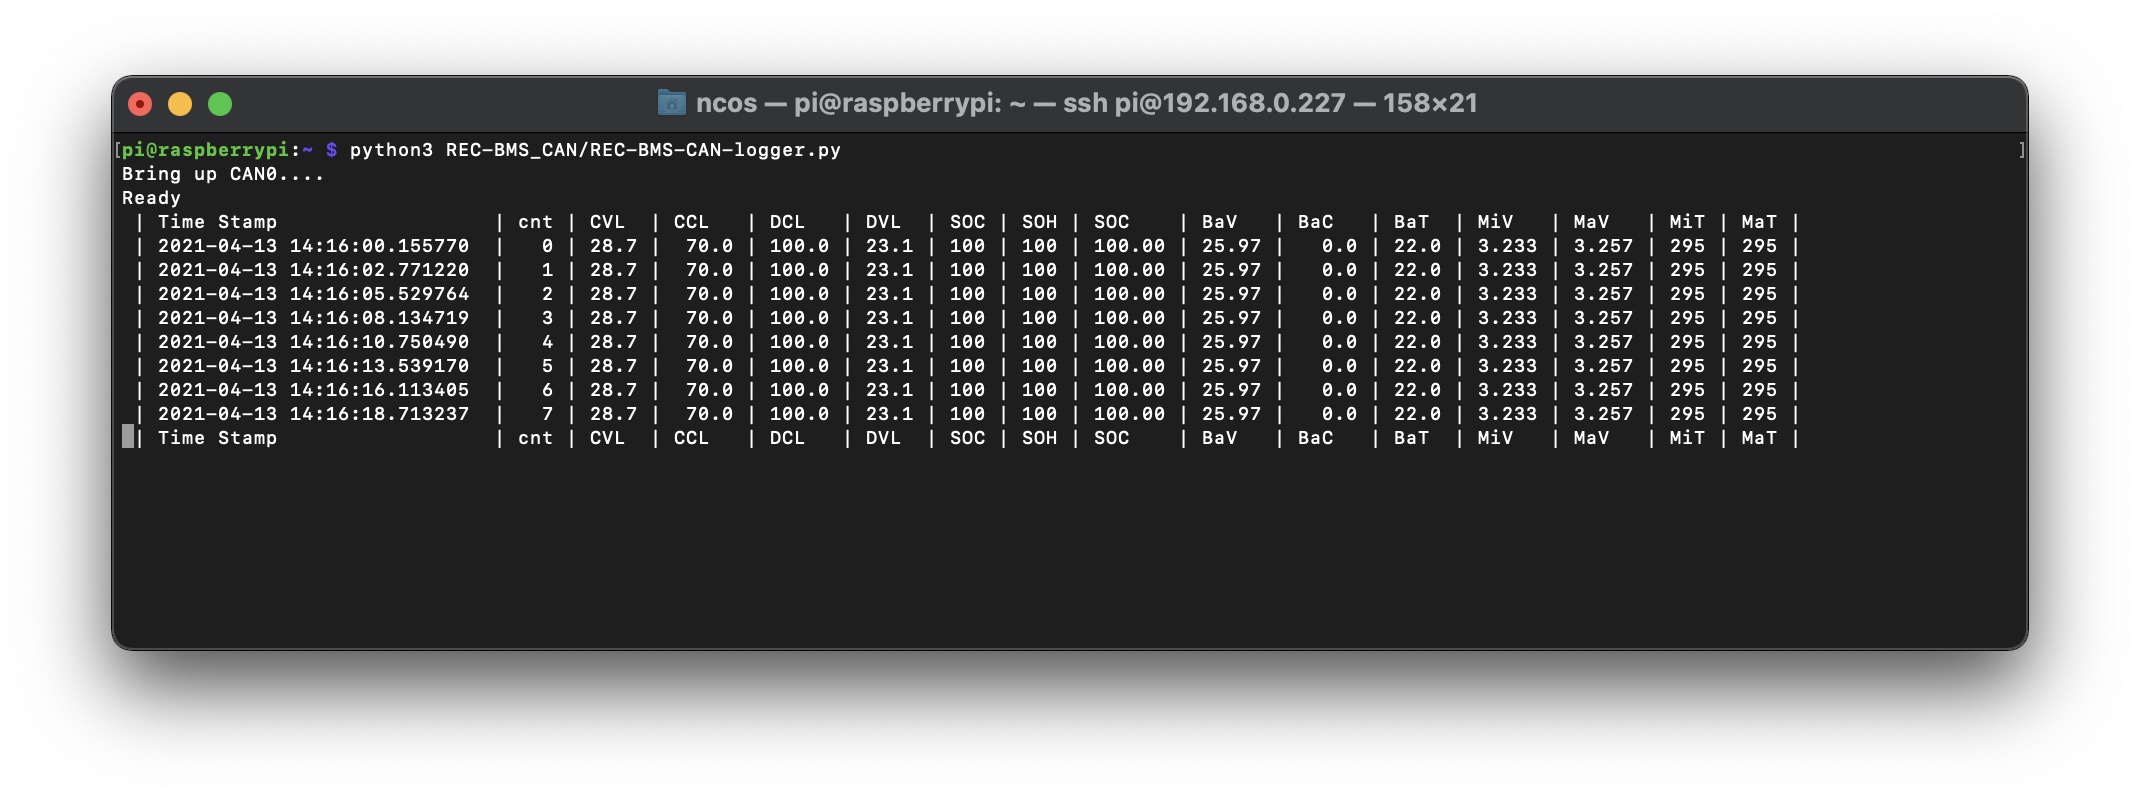 ncos — pi@raspberrypi: ~ — ssh pi@192.168.0.227 — 158×21
[pi@raspberrypi:~ $ python3 REC-BMS_CAN/REC-BMS-CAN-logger.py ]
Bring up CAN0....
Ready
| Time Stamp | cnt | CVL | CCL | DCL | DVL | SOC | SOH | SOC | BaV | BaC | BaT | MiV | MaV | MiT | MaT |
| 2021-04-13 14:16:00.155770 | 0 | 28.7 | 70.0 | 100.0 | 23.1 | 100 | 100 | 100.00 | 25.97 | 0.0 | 22.0 | 3.233 | 3.257 | 295 | 295 |
| 2021-04-13 14:16:02.771220 | 1 | 28.7 | 70.0 | 100.0 | 23.1 | 100 | 100 | 100.00 | 25.97 | 0.0 | 22.0 | 3.233 | 3.257 | 295 | 295 |
| 2021-04-13 14:16:05.529764 | 2 | 28.7 | 70.0 | 100.0 | 23.1 | 100 | 100 | 100.00 | 25.97 | 0.0 | 22.0 | 3.233 | 3.257 | 295 | 295 |
| 2021-04-13 14:16:08.134719 | 3 | 28.7 | 70.0 | 100.0 | 23.1 | 100 | 100 | 100.00 | 25.97 | 0.0 | 22.0 | 3.233 | 3.257 | 295 | 295 |
| 2021-04-13 14:16:10.750490 | 4 | 28.7 | 70.0 | 100.0 | 23.1 | 100 | 100 | 100.00 | 25.97 | 0.0 | 22.0 | 3.233 | 3.257 | 295 | 295 |
| 2021-04-13 14:16:13.539170 | 5 | 28.7 | 70.0 | 100.0 | 23.1 | 100 | 100 | 100.00 | 25.97 | 0.0 | 22.0 | 3.233 | 3.257 | 295 | 295 |
| 2021-04-13 14:16:16.113405 | 6 | 28.7 | 70.0 | 100.0 | 23.1 | 100 | 100 | 100.00 | 25.97 | 0.0 | 22.0 | 3.233 | 3.257 | 295 | 295 |
| 2021-04-13 14:16:18.713237 | 7 | 28.7 | 70.0 | 100.0 | 23.1 | 100 | 100 | 100.00 | 25.97 | 0.0 | 22.0 | 3.233 | 3.257 | 295 | 295 |
| Time Stamp | cnt | CVL | CCL | DCL | DVL | SOC | SOH | SOC | BaV | BaC | BaT | MiV | MaV | MiT | MaT |